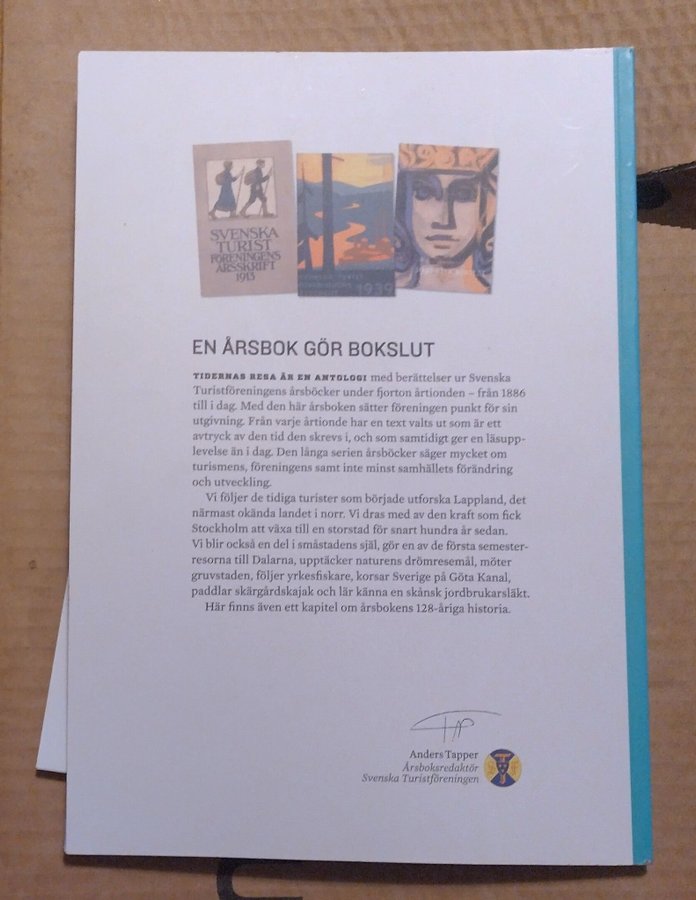 SVENSKA
TURIST
FÖRENINGENS
ÅRSSKRIFT
1913
1939
EN ÅRSBOK GÖR BOKSLUT
TIDERNAS RESA ÄR EN ANTOLOGI med berättelser ur Svenska
Turistföreningens årsböcker under fjorton årtionden – från 1886
till i dag. Med den här årsboken sätter föreningen punkt för sin
utgivning. Från varje årtionde har en text valts ut som är ett
avtryck av den tid den skrevs i, och som samtidigt ger en läsupp-
levelse än i dag. Den långa serien årsböcker säger mycket om
turismens, föreningens samt inte minst samhällets förändring
och utveckling.
Vi följer de tidiga turister som började utforska Lappland, det
närmast okända landet i norr. Vi dras med av den kraft som fick
Stockholm att växa till en storstad för snart hundra år sedan.
Vi blir också en del i småstadens själ, gör en av de första semester-
resorna till Dalarna, upptäcker naturens drömresemål, möter
gruvstaden, följer yrkesfiskare, korsar Sverige på Göta Kanal,
paddlar skärgårdskajak och lär känna en skånsk jordbrukarsläkt.
Här finns även ett kapitel om årsbokens 128-åriga historia.
Anders Tapper
Årsboksredaktör
Svenska Turistföreningen